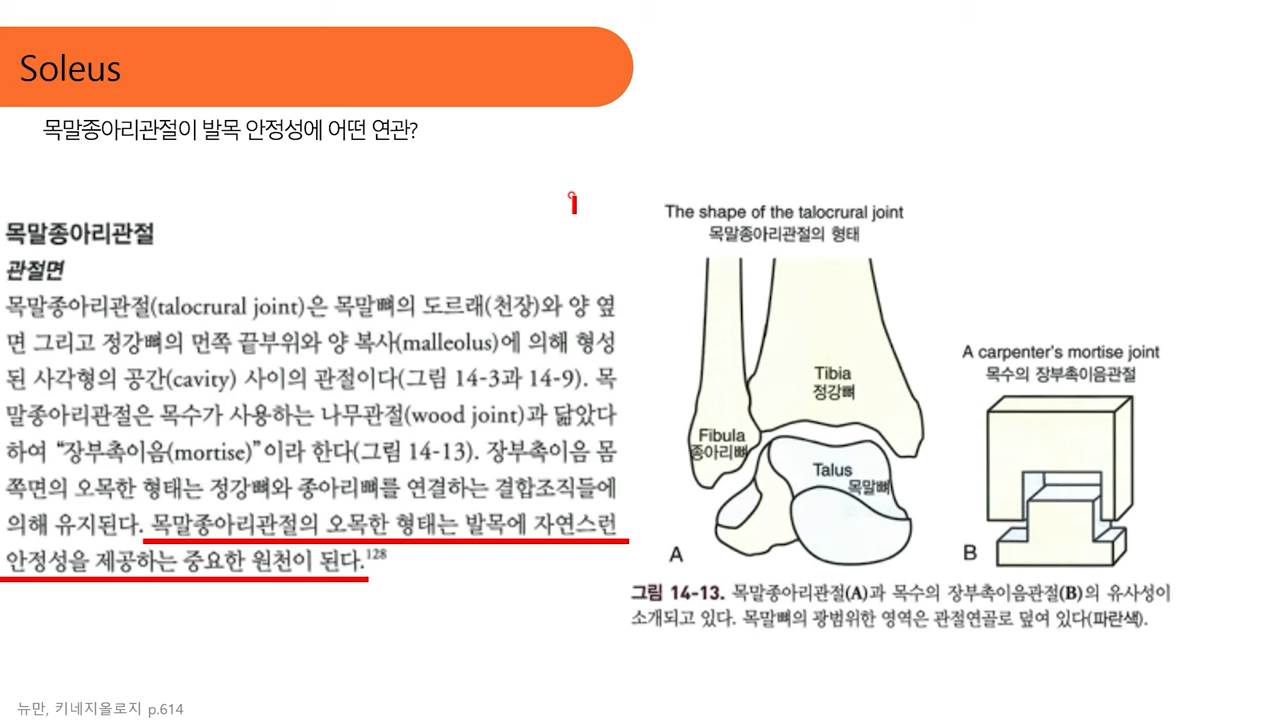 Soleus
목말종아리관절이 발목 안정성에 어떤 연관?
목말종아리관절
관절면
목말종아리관절(talocrural joint)은 목말뼈의 도르래(천장)와 양 옆
면 그리고 정강뼈의 먼쪽 끝부위와 양 복사(malleolus)에 의해 형성
된 사각형의 공간(cavity) 사이의 관절이다(그림 14-3과 14-9). 목
말종아리관절은 목수가 사용하는 나무관절(wood joint)과 닮았다
하여 “장부촉이음(mortise)”이라 한다(그림 14-13). 장부촉이음 몸
쪽면의 오목한 형태는 정강뼈와 종아리뼈를 연결하는 결합조직들에
의해 유지된다. 목말종아리관절의 오목한 형태는 발목에 자연스런
안정성을 제공하는 중요한 원천이 된다.128
The shape of the talocrural joint
목말종아리관절의 형태
Tibia
정강뼈
Fibula
종아리뼈
Talus
목말뼈
A
A carpenter's mortise joint
목수의 장부촉이음관절
B
그림 14-13. 목말종아리관절(A)과 목수의 장부촉이음관절(B)의 유사성이
소개되고 있다. 목말뼈의 광범위한 영역은 관절연골로 덮여 있다(파란색).
뉴만, 키네지올로지 p.614